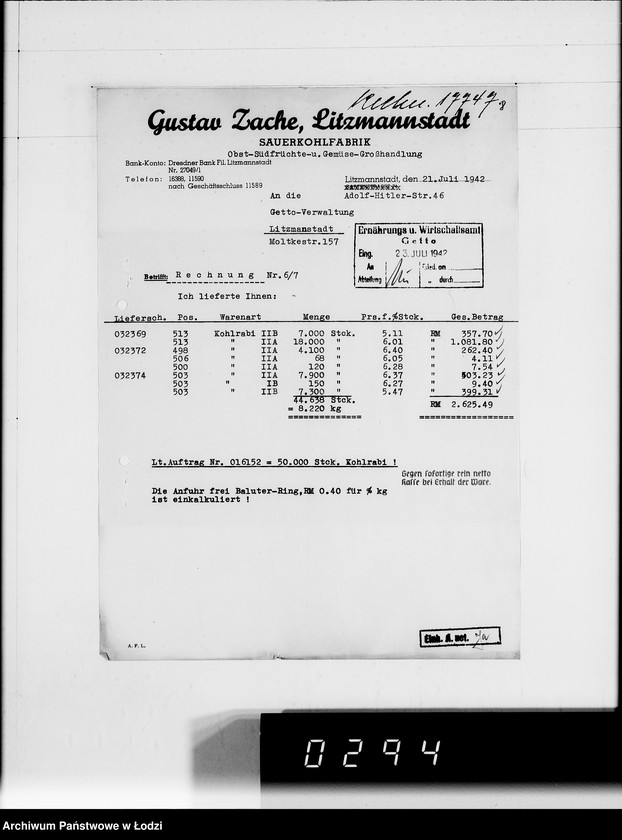 Gustav Zache, Litzmannstadt
SAUERKOHLFABRIK
Obst-Südfrüchte-u. Gemüse-Großhandlung
Bank-Konto: Dresdner Bank Fil. Litzmannstadt
Nr. 27049/1
Telefon: 16388, 11590
nach Geschäftsschluss 11589
Litzmannstadt, den 21. Juli 1942
Adolf-Hitler-Str. 46
An die
Getto-Verwaltung
Litzmanstadt
Moltkestr.157
Ernährungs u. Wirtschaftsamt
Getto
Eing. 23. JULI 1942
An
Abteilung
Erled. am
" durch
Betrifft: Rechnung Nr.6/7
Ich lieferte Ihnen:
Liefersch. Pos. Warenart Menge Prs.f.%Stck. Ges.Betrag
032369 513 Kohlrabi IIB 7.000 Stck. 5.11 RM 357.70
513 " IIA 18.000 " 6.01 " 1.081.80
032372 498 " IIA 4.100 " 6.40 " 262.40
506 " IIA 68 " 6.05 " 4.11
500 " IIA 120 " 6.28 " 7.54
032374 503 " IIA 7.900 " 6.37 " 503.23
503 " IB 150 " 6.27 " 9.40
503 " IIB 7.300 " 5.47 " 399.31
44.638 Stck. RM 2.625.49
= 8.220 kg
Lt.Auftrag Nr. 016152 = 50.000 Stck. Kohlrabi !
Gegen sofortige rein netto
Kasse bei Erhalt der Ware.
Die Anfuhr frei Baluter-Ring,RM 0.40 für % kg
ist einkalkuliert !
A. F. L.
0294
Archiwum Państwowe w Łodzi